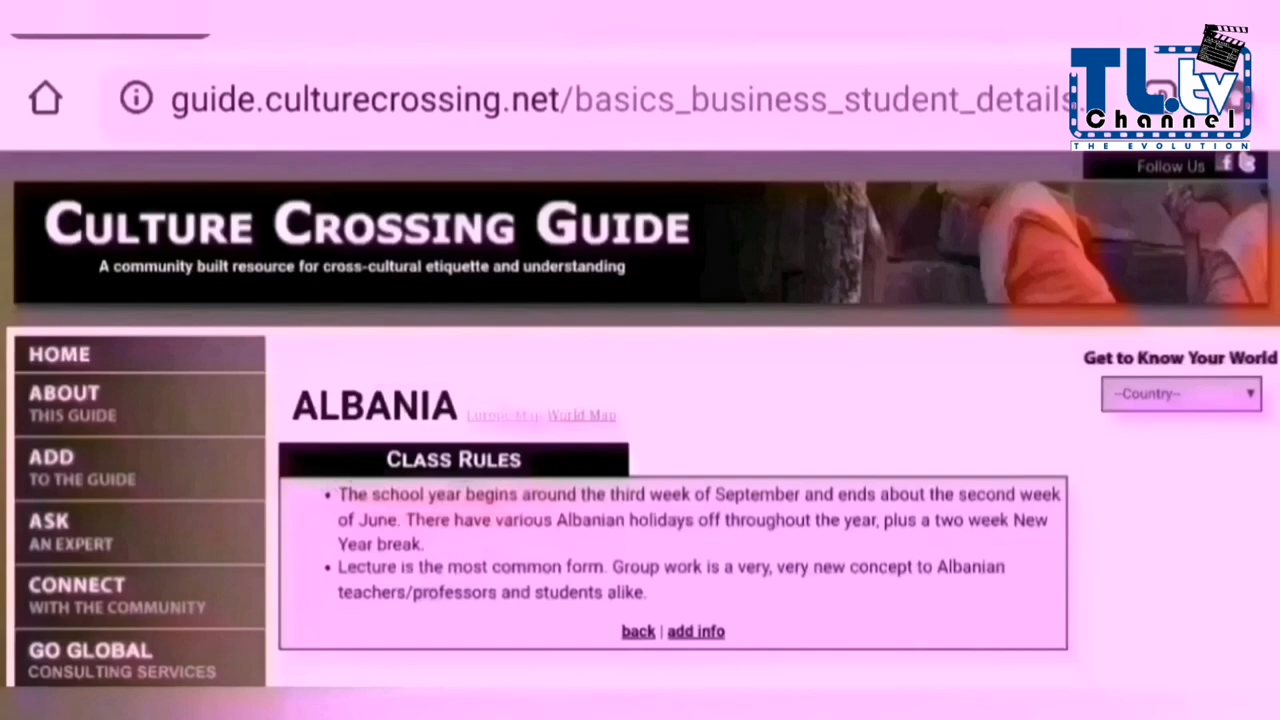 guide.culturecrossing.net/basics_business_student_details.
TL.tv
Channel
THE EVOLUTION
Follow Us
CULTURE CROSSING GUIDE
A community built resource for cross-cultural etiquette and understanding
HOME
ABOUT
THIS GUIDE
ADD
TO THE GUIDE
ASK
AN EXPERT
CONNECT
WITH THE COMMUNITY
GO GLOBAL
CONSULTING SERVICES
Get to Know Your World
--Country--
ALBANIA Europe Map World Map
CLASS RULES
• The school year begins around the third week of September and ends about the second week
of June. There have various Albanian holidays off throughout the year, plus a two week New
Year break.
• Lecture is the most common form. Group work is a very, very new concept to Albanian
teachers/professors and students alike.
back | add info